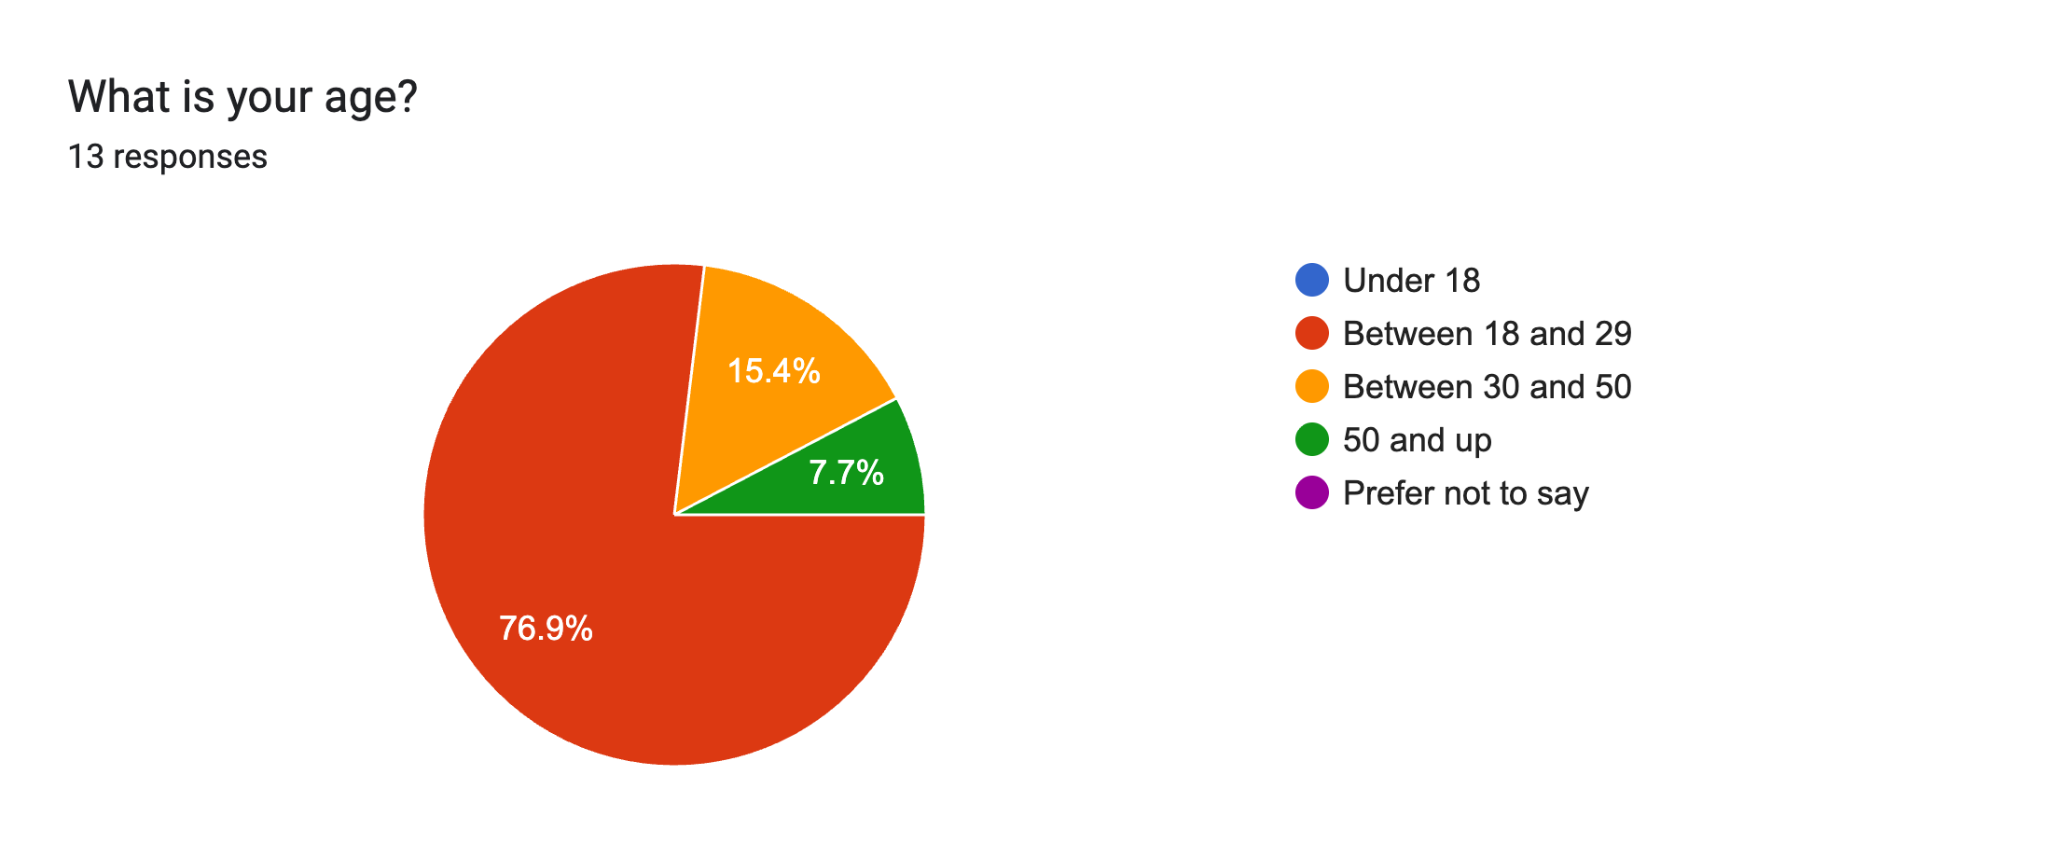 What is your age?
13 responses
15.4%
7.7%
76.9%
Under 18
Between 18 and 29
Between 30 and 50
50 and up
Prefer not to say